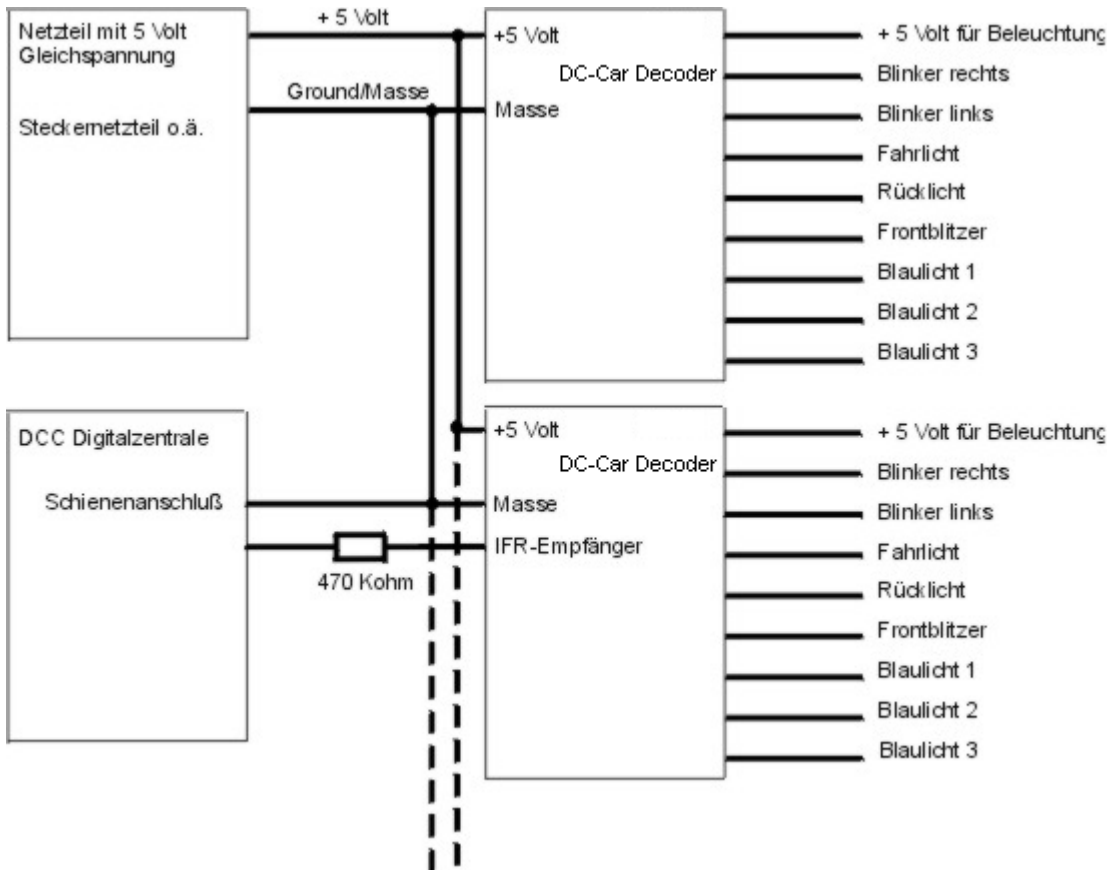 Netzteil mit 5 Volt
Gleichspannung
Steckernetzteil o.ä.
+ 5 Volt
Ground/Masse
+5 Volt
DC-Car Decoder
Masse
+ 5 Volt für Beleuchtung
Blinker rechts
Blinker links
Fahrlicht
Rücklicht
Frontblitzer
Blaulicht 1
Blaulicht 2
Blaulicht 3
DCC Digitalzentrale
Schienenanschluß
470 Kohm
+5 Volt
DC-Car Decoder
Masse
IFR-Empfänger
+ 5 Volt für Beleuchtung
Blinker rechts
Blinker links
Fahrlicht
Rücklicht
Frontblitzer
Blaulicht 1
Blaulicht 2
Blaulicht 3